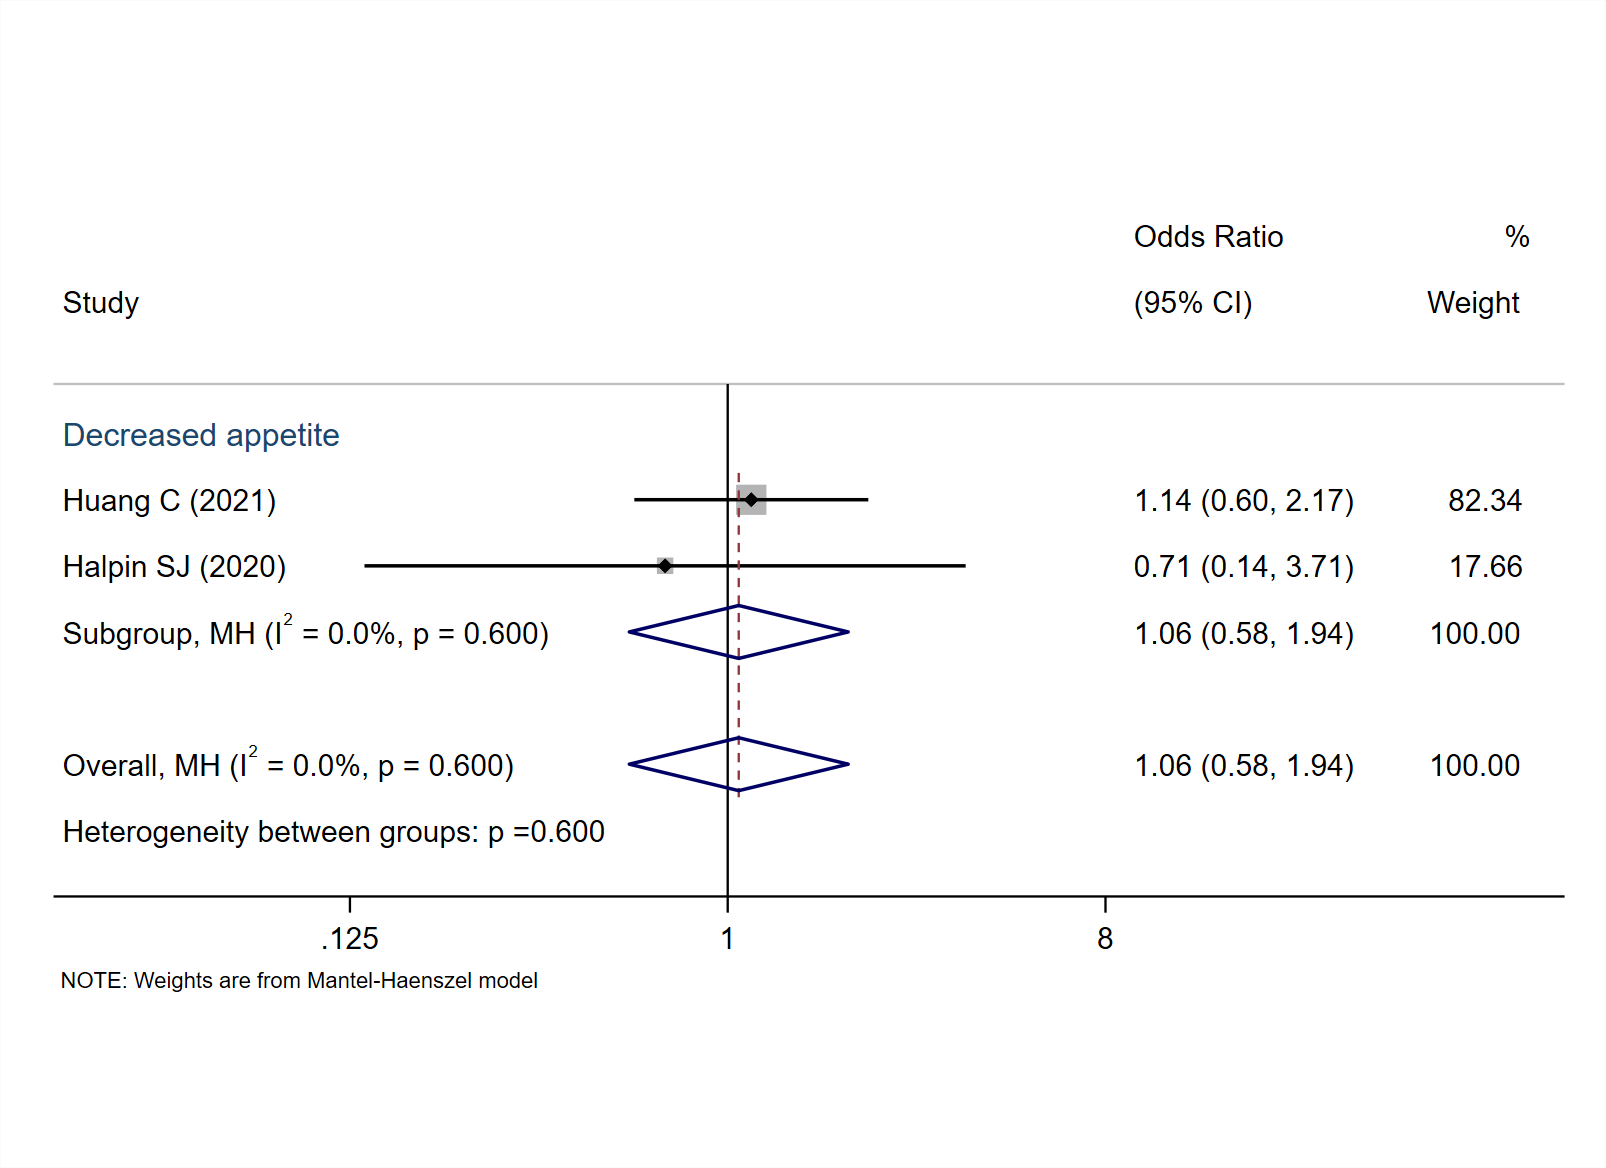 Odds Ratio %
Study (95% CI) Weight
Decreased appetite
Huang C (2021) 1.14 (0.60, 2.17) 82.34
Halpin SJ (2020) 0.71 (0.14, 3.71) 17.66
Subgroup, MH (I² = 0.0%, p = 0.600) 1.06 (0.58, 1.94) 100.00
Overall, MH (I² = 0.0%, p = 0.600) 1.06 (0.58, 1.94) 100.00
Heterogeneity between groups: p =0.600
.125 1 8
NOTE: Weights are from Mantel-Haenszel model